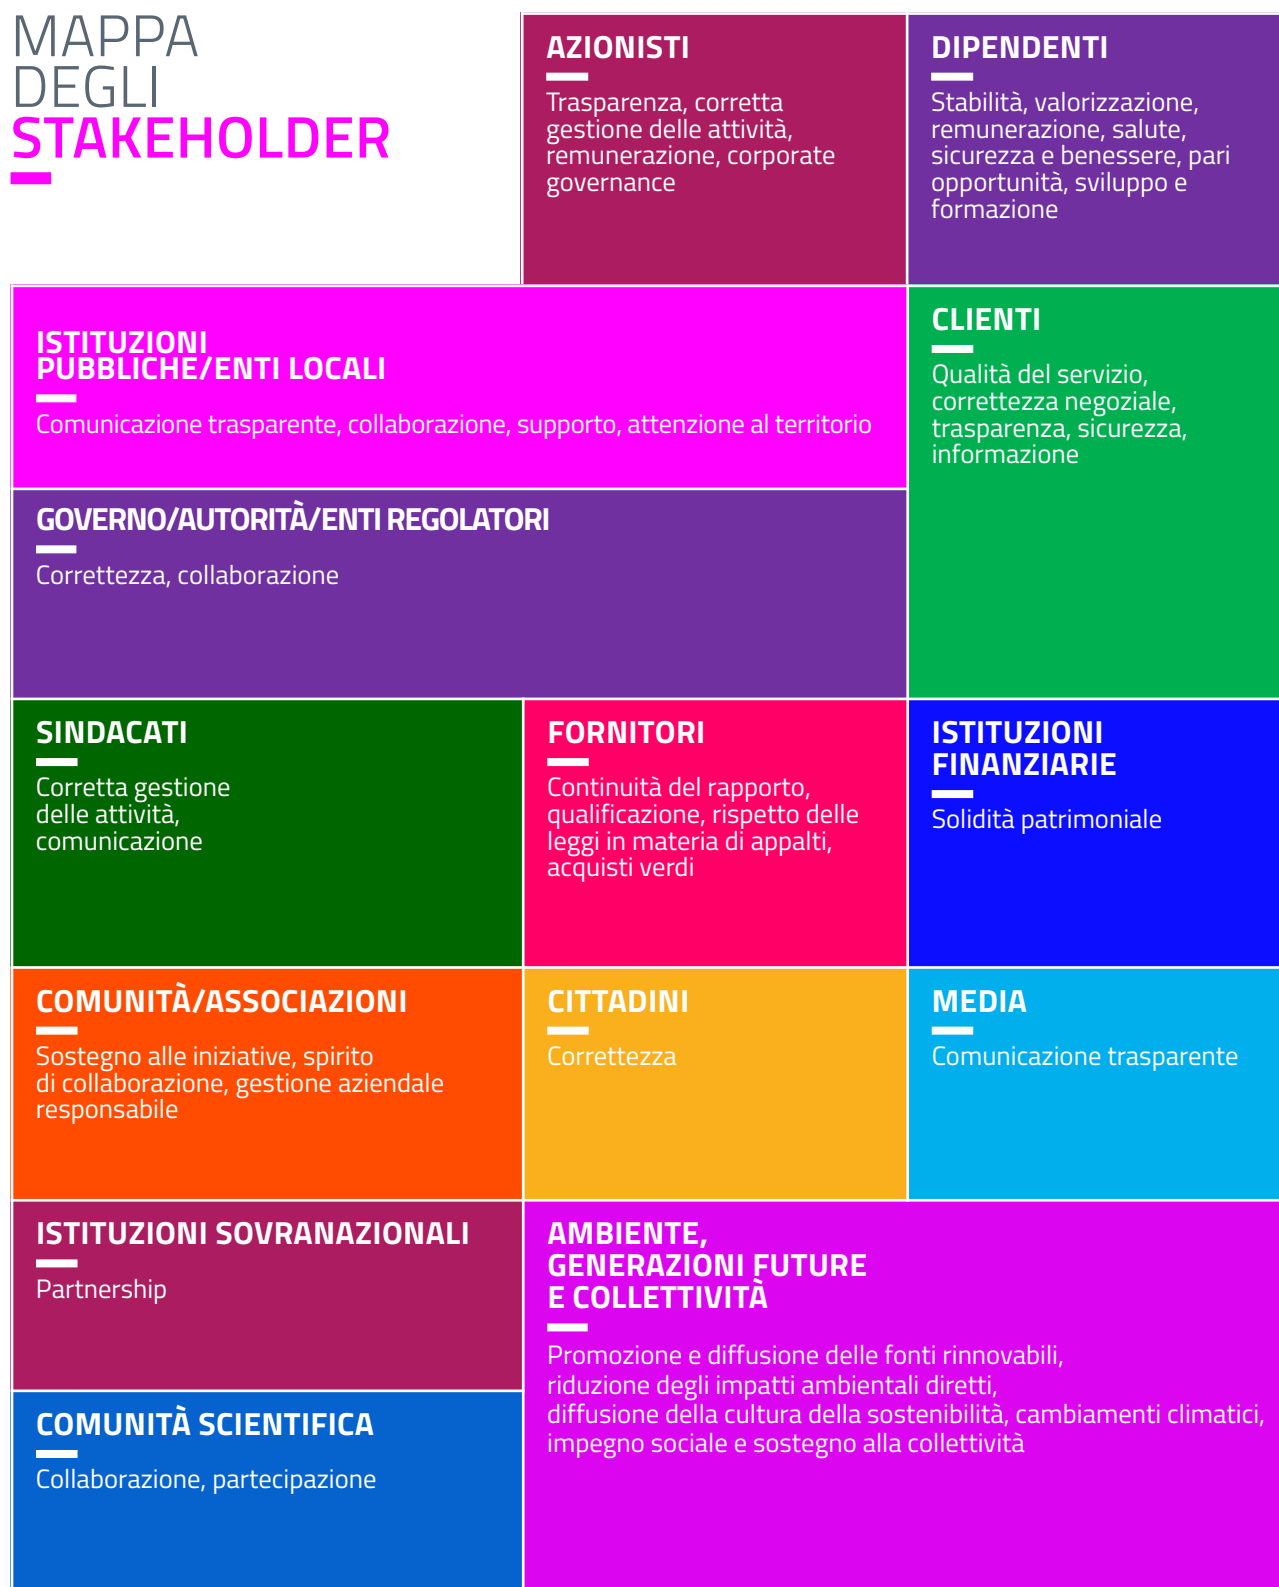 MAPPA
DEGLI
STAKEHOLDER
AZIONISTI
Trasparenza, corretta
gestione delle attività,
remunerazione, corporate
governance
DIPENDENTI
Stabilità, valorizzazione,
remunerazione, salute,
sicurezza e benessere, pari
opportunità, sviluppo e
formazione
ISTITUZIONI
PUBBLICHE/ENTI LOCALI
Comunicazione trasparente, collaborazione, supporto, attenzione al territorio
CLIENTI
Qualità del servizio,
correttezza negoziale,
trasparenza, sicurezza,
informazione
GOVERNO/AUTORITÀ/ENTI REGOLATORI
Correttezza, collaborazione
SINDACATI
Corretta gestione
delle attività,
comunicazione
FORNITORI
Continuità del rapporto,
qualificazione, rispetto delle
leggi in materia di appalti,
acquisti verdi
ISTITUZIONI
FINANZIARIE
Solidità patrimoniale
COMUNITÀ/ASSOCIAZIONI
Sostegno alle iniziative, spirito
di collaborazione, gestione aziendale
responsabile
CITTADINI
Correttezza
MEDIA
Comunicazione trasparente
ISTITUZIONI SOVRANAZIONALI
Partnership
AMBIENTE,
GENERAZIONI FUTURE
E COLLETTIVITÀ
Promozione e diffusione delle fonti rinnovabili,
riduzione degli impatti ambientali diretti,
diffusione della cultura della sostenibilità, cambiamenti climatici,
impegno sociale e sostegno alla collettività
COMUNITÀ SCIENTIFICA
Collaborazione, partecipazione